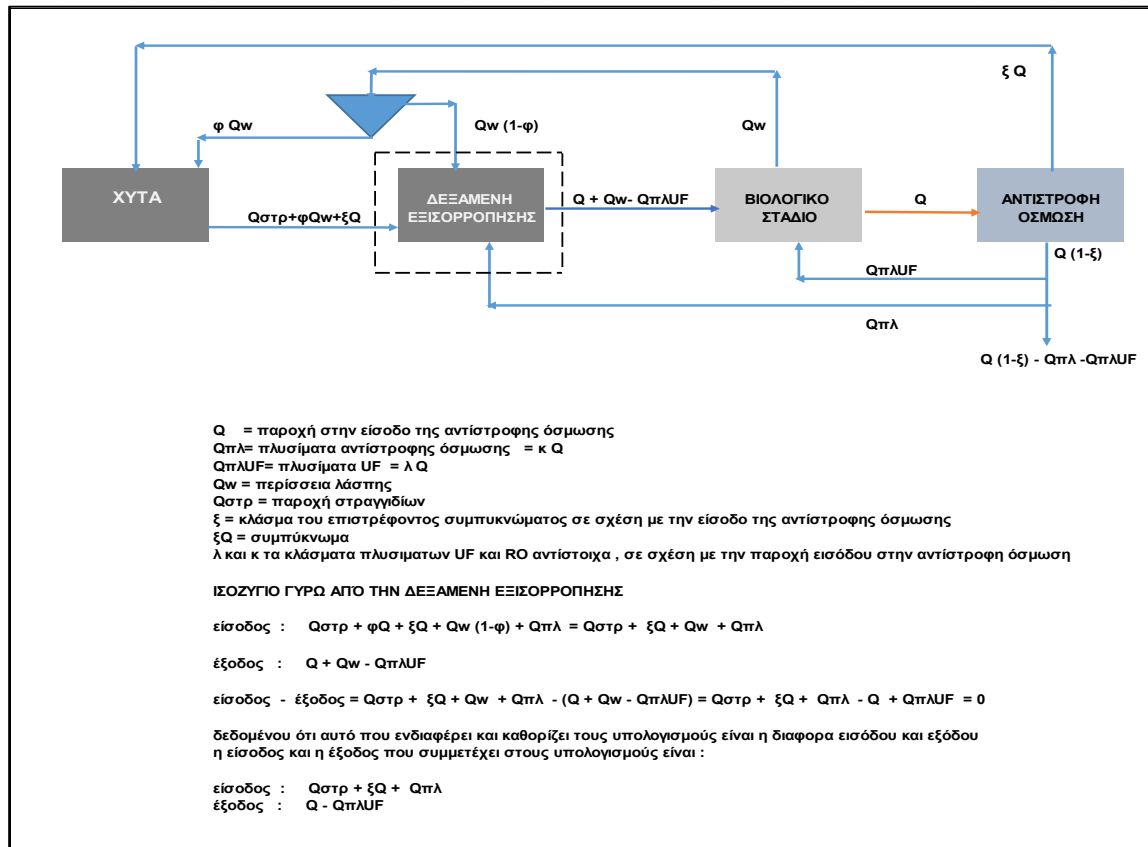 ξ Q
φ Qw
Qw (1-φ)
Qw
ΧΥΤΑ
Qστρ+φQw+ξQ
ΔΕΞΑΜΕΝΗ
ΕΞΙΣΟΡΡΟΠΗΣΗΣ
Q + Qw- QπλUF
ΒΙΟΛΟΓΙΚΟ
ΣΤΑΔΙΟ
Q
ΑΝΤΙΣΤΡΟΦΗ
ΟΣΜΩΣΗ
Q (1-ξ)
QπλUF
Qπλ
Q (1-ξ) - Qπλ -QπλUF
Q = παροχή στην είσοδο της αντίστροφης όσμωσης
Qπλ= πλυσίματα αντίστροφης όσμωσης = κ Q
QπλUF= πλυσίματα UF = λ Q
Qw = περίσσεια λάσπης
Qστρ = παροχή στραγγιδίων
ξ = κλάσμα του επιστρέφοντος συμπυκνώματος σε σχέση με την είσοδο της αντίστροφης όσμωσης
ξQ = συμπύκνωμα
λ και κ τα κλάσματα πλυσιματων UF και RO αντίστοιχα , σε σχέση με την παροχή εισόδου στην αντίστροφη όσμωση
ΙΣΟΖΥΓΙΟ ΓΥΡΩ ΑΠΌ ΤΗΝ ΔΕΞΑΜΕΝΗ ΕΞΙΣΟΡΡΟΠΗΣΗΣ
είσοδος : Qστρ + φQ + ξQ + Qw (1-φ) + Qπλ = Qστρ + ξQ + Qw + Qπλ
έξοδος : Q + Qw - QπλUF
είσοδος - έξοδος = Qστρ + ξQ + Qw + Qπλ - (Q + Qw - QπλUF) = Qστρ + ξQ + Qπλ - Q + QπλUF = 0
δεδομένου ότι αυτό που ενδιαφέρει και καθορίζει τους υπολογισμούς είναι η διαφορα εισόδου και εξόδου
η είσοδος και η έξοδος που συμμετέχει στους υπολογισμούς είναι :
είσοδος : Qστρ + ξQ + Qπλ
έξοδος : Q - QπλUF